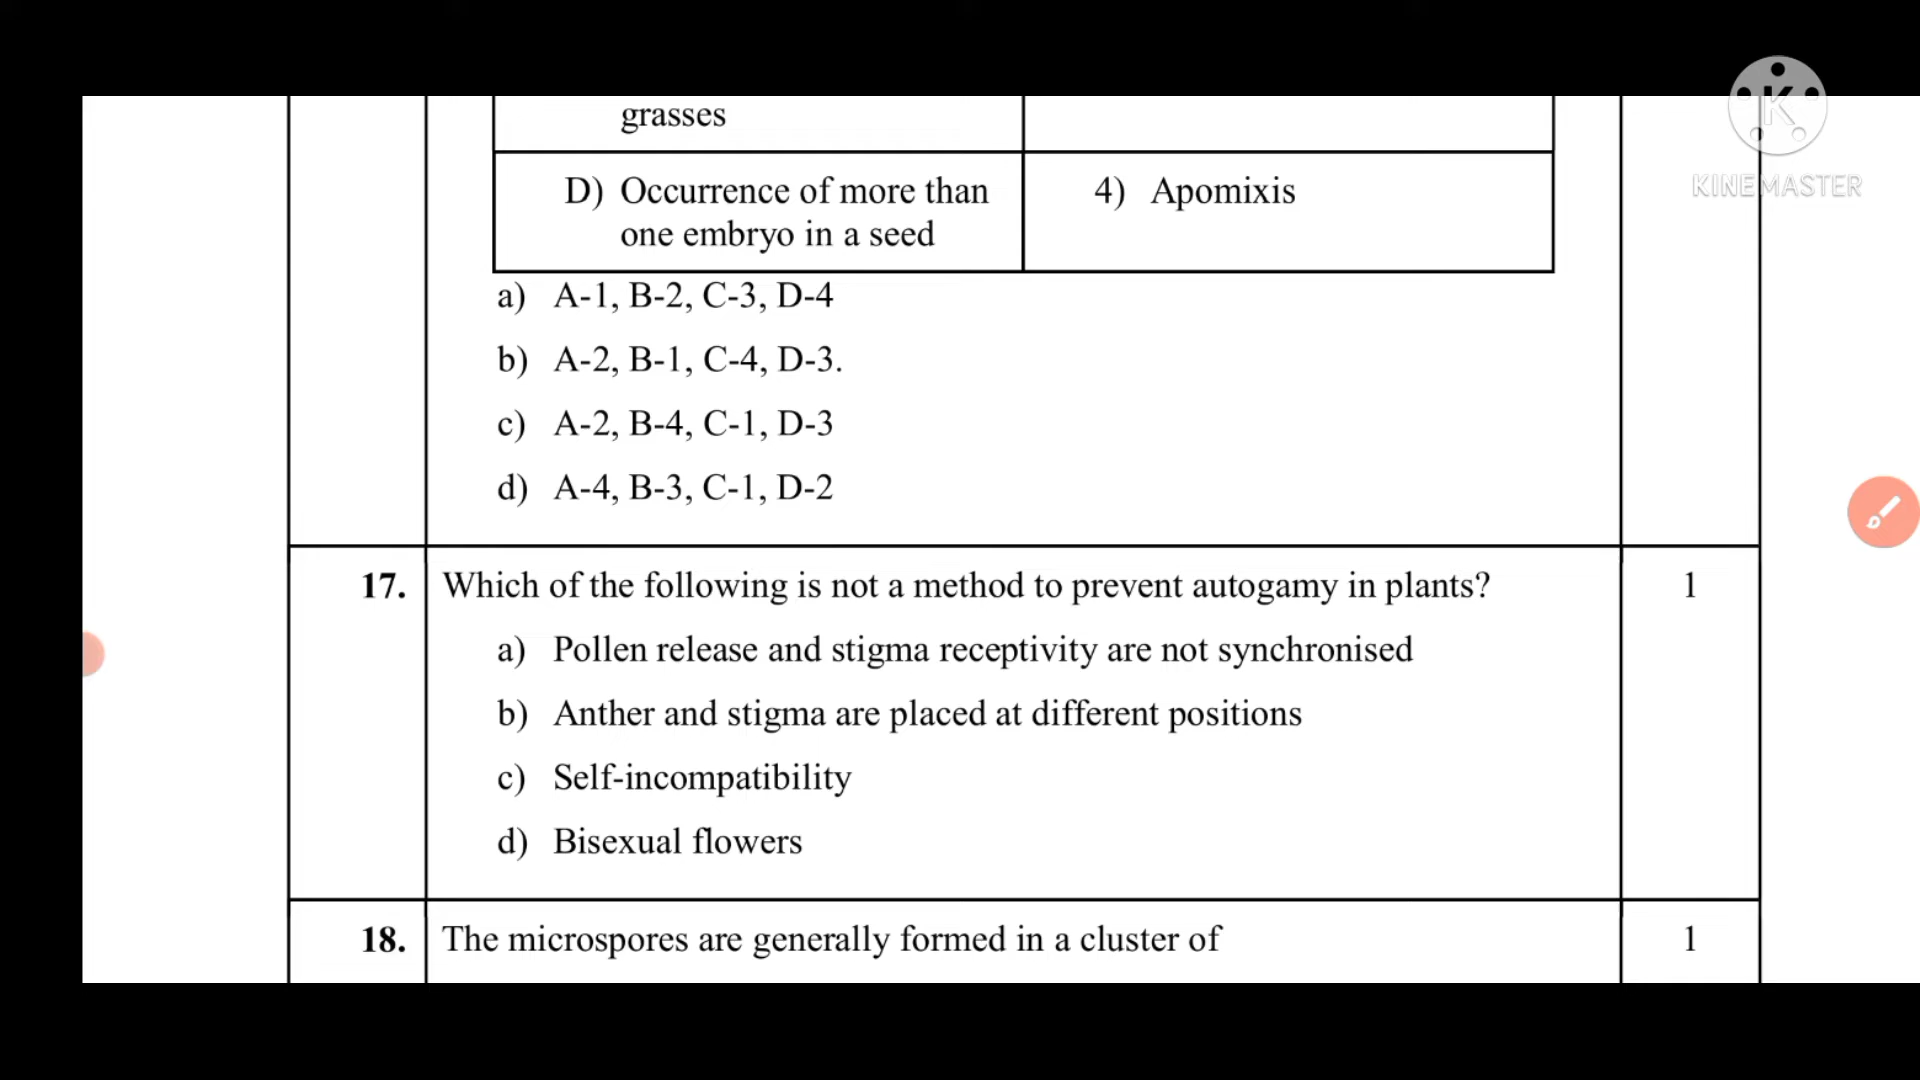 grasses
D) Occurrence of more than one embryo in a seed
4) Apomixis
a) A-1, B-2, C-3, D-4
b) A-2, B-1, C-4, D-3.
c) A-2, B-4, C-1, D-3
d) A-4, B-3, C-1, D-2
17. Which of the following is not a method to prevent autogamy in plants? 1
a) Pollen release and stigma receptivity are not synchronised
b) Anther and stigma are placed at different positions
c) Self-incompatibility
d) Bisexual flowers
18. The microspores are generally formed in a cluster of 1
K
KINEMASTER